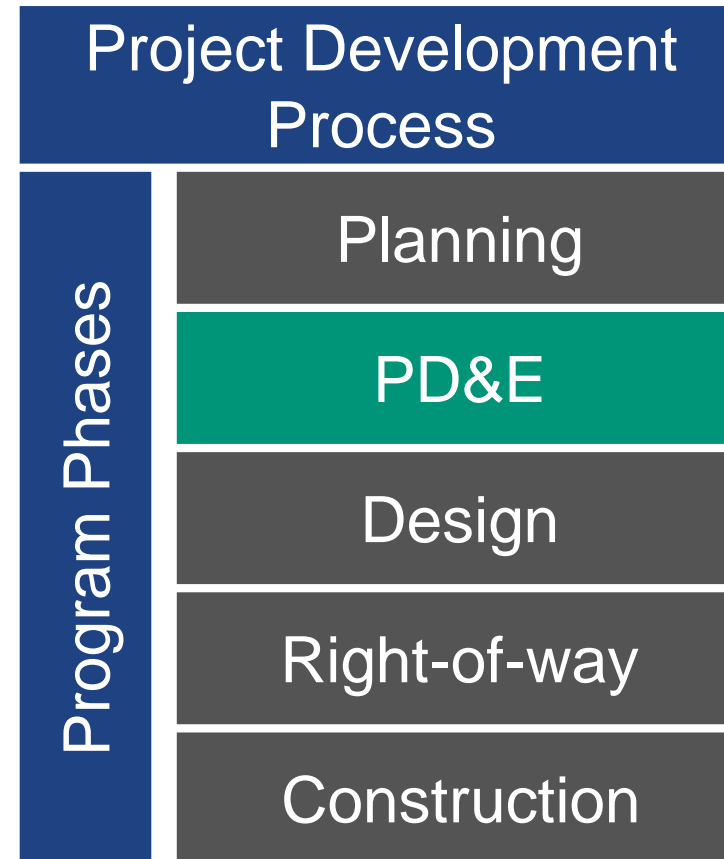 Project Development
Process
Program Phases
Planning
PD&E
Design
Right-of-way
Construction